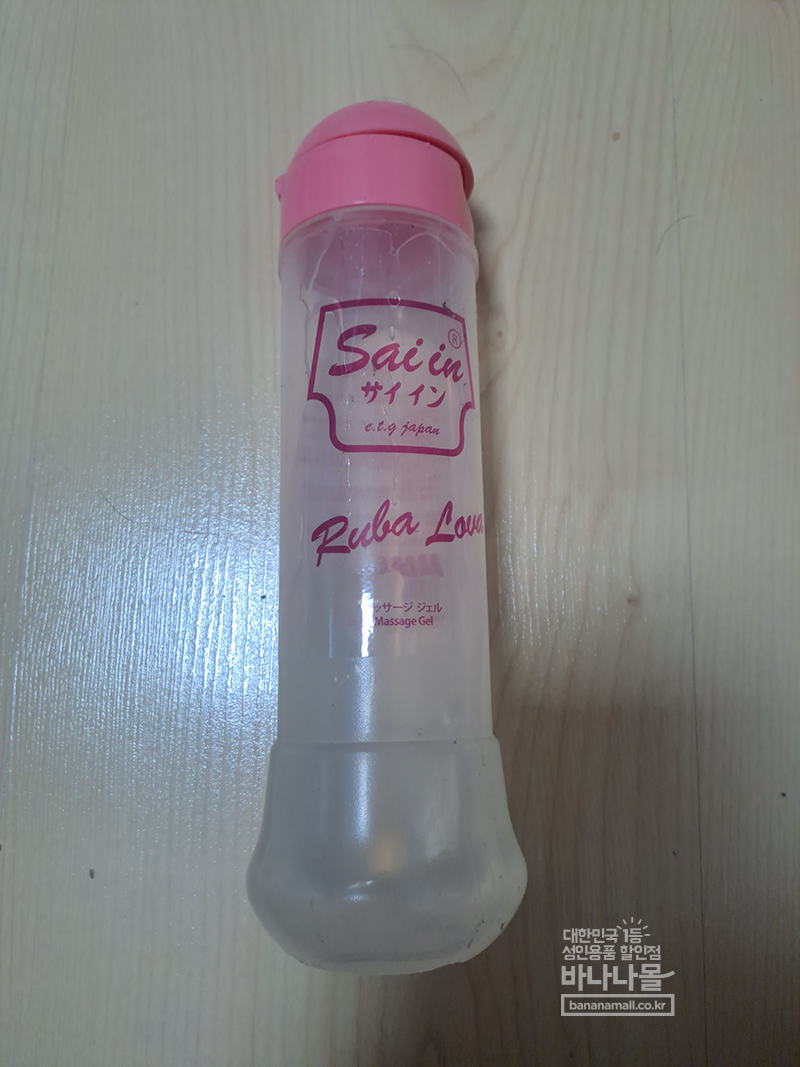 Sai in ®
サイイン
e.t.g japan
Ruba
ッサージ ジェル
Massage Gel
대한민국 1등
성인용품 할인점
바나나몰
bananamall.co.kr